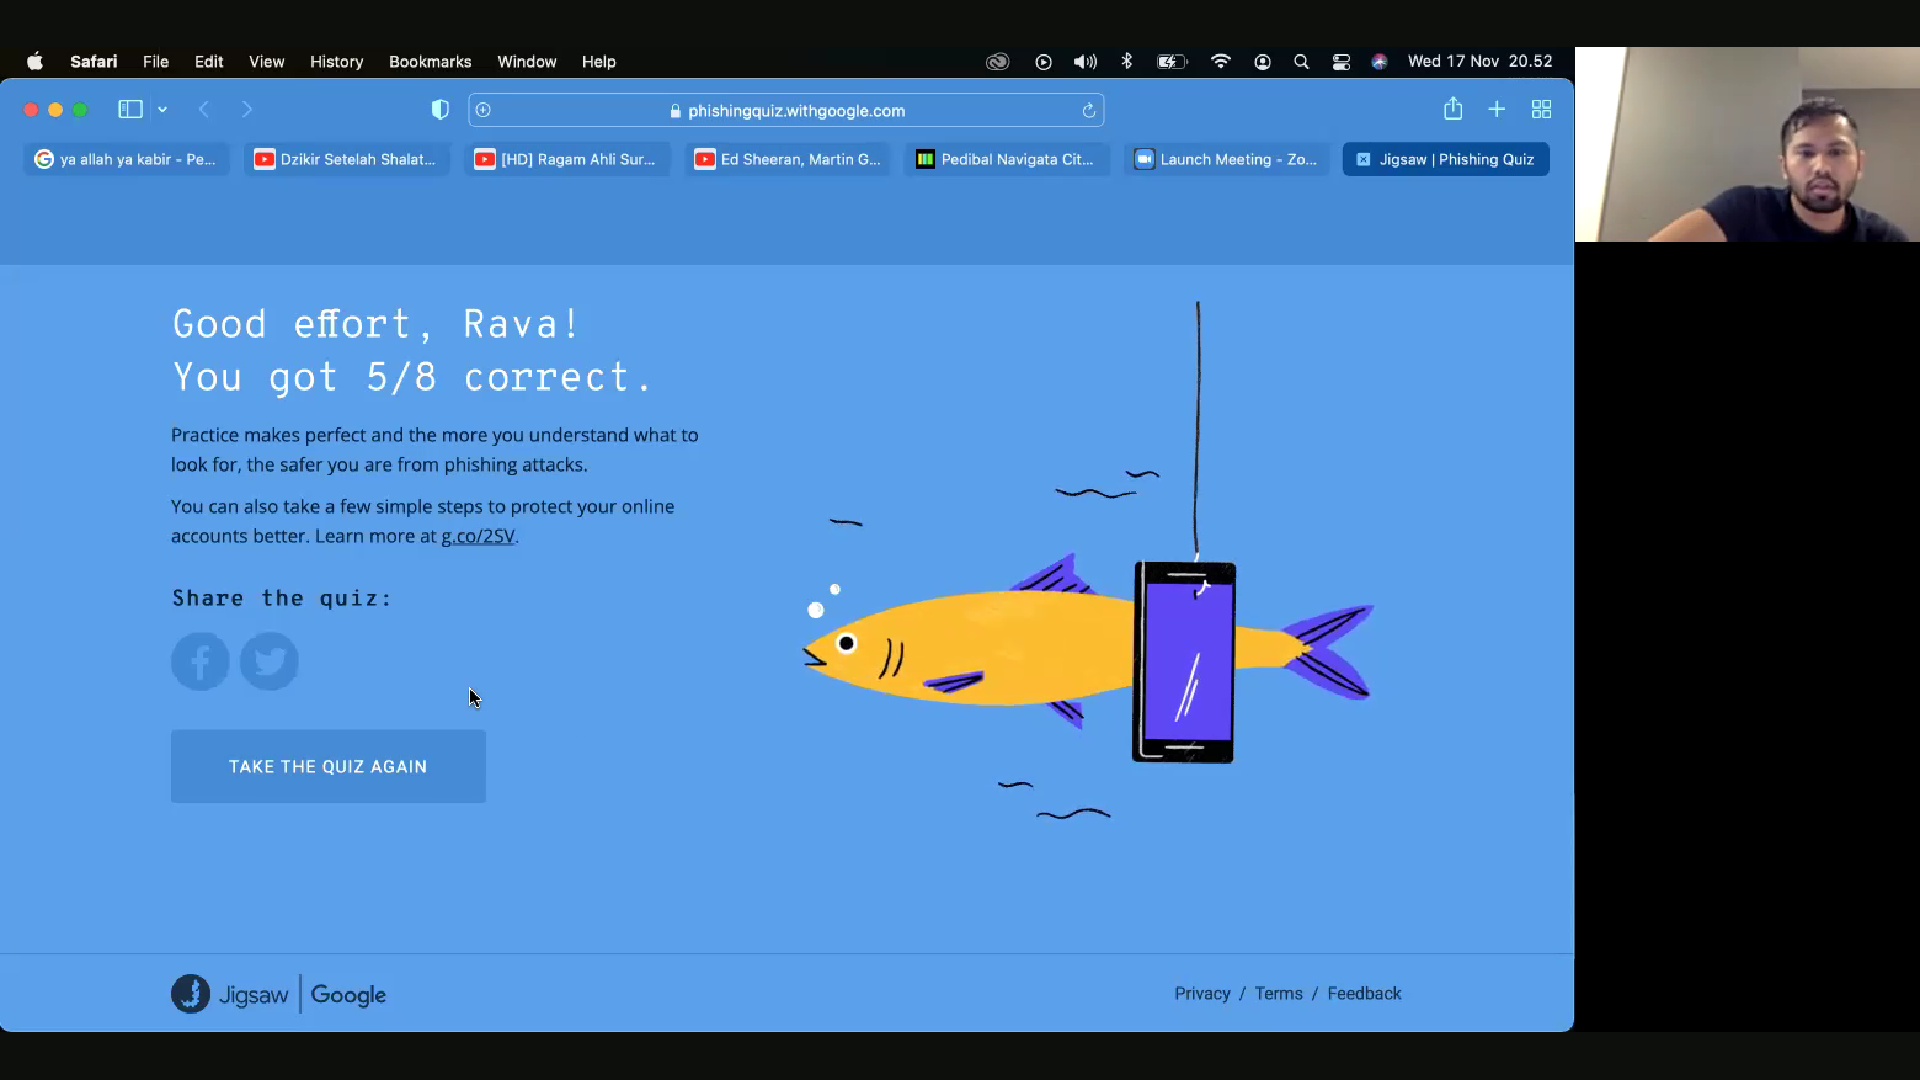 Safari File Edit View History Bookmarks Window Help Wed 17 Nov 20.52
phishingquiz.withgoogle.com
ya allah ya kabir - Pe... Dzikir Setelah Shalat... [HD] Ragam Ahli Sur... Ed Sheeran, Martin G... Pedibal Navigata Cit... Launch Meeting - Zo... Jigsaw | Phishing Quiz
Good effort, Rava!
You got 5/8 correct.
Practice makes perfect and the more you understand what to
look for, the safer you are from phishing attacks.
You can also take a few simple steps to protect your online
accounts better. Learn more at g.co/2SV.
Share the quiz:
TAKE THE QUIZ AGAIN
Jigsaw | Google
Privacy / Terms / Feedback